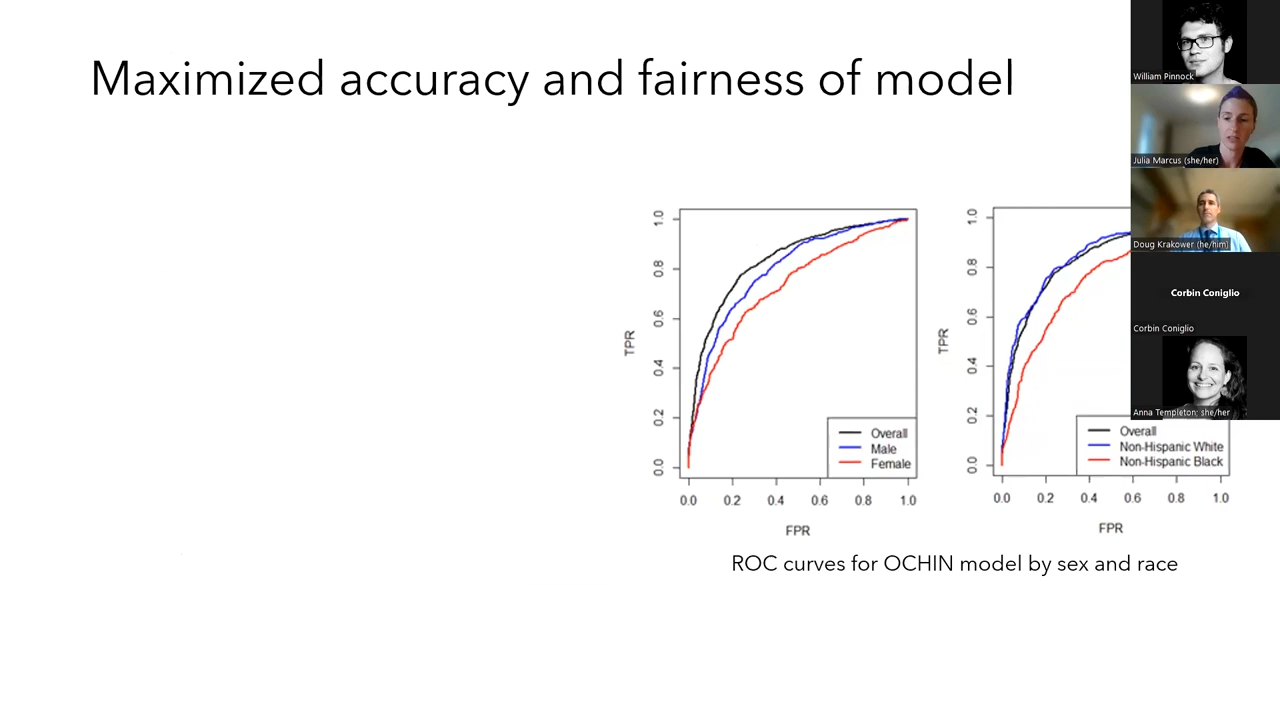 Maximized accuracy and fairness of model
William Pinnock
Julia Marcus (she/her)
Doug Krakower (he/him)
Corbin Coniglio
Corbin Coniglio
Anna Templeton; she/her
TPR
0.0 0.2 0.4 0.6 0.8 1.0
Overall
Male
Female
0.0 0.2 0.4 0.6 0.8 1.0
FPR
TPR
0.0 0.2 0.4 0.6 0.8 1.0
Overall
Non-Hispanic White
Non-Hispanic Black
0.0 0.2 0.4 0.6 0.8 1.0
FPR
ROC curves for OCHIN model by sex and race